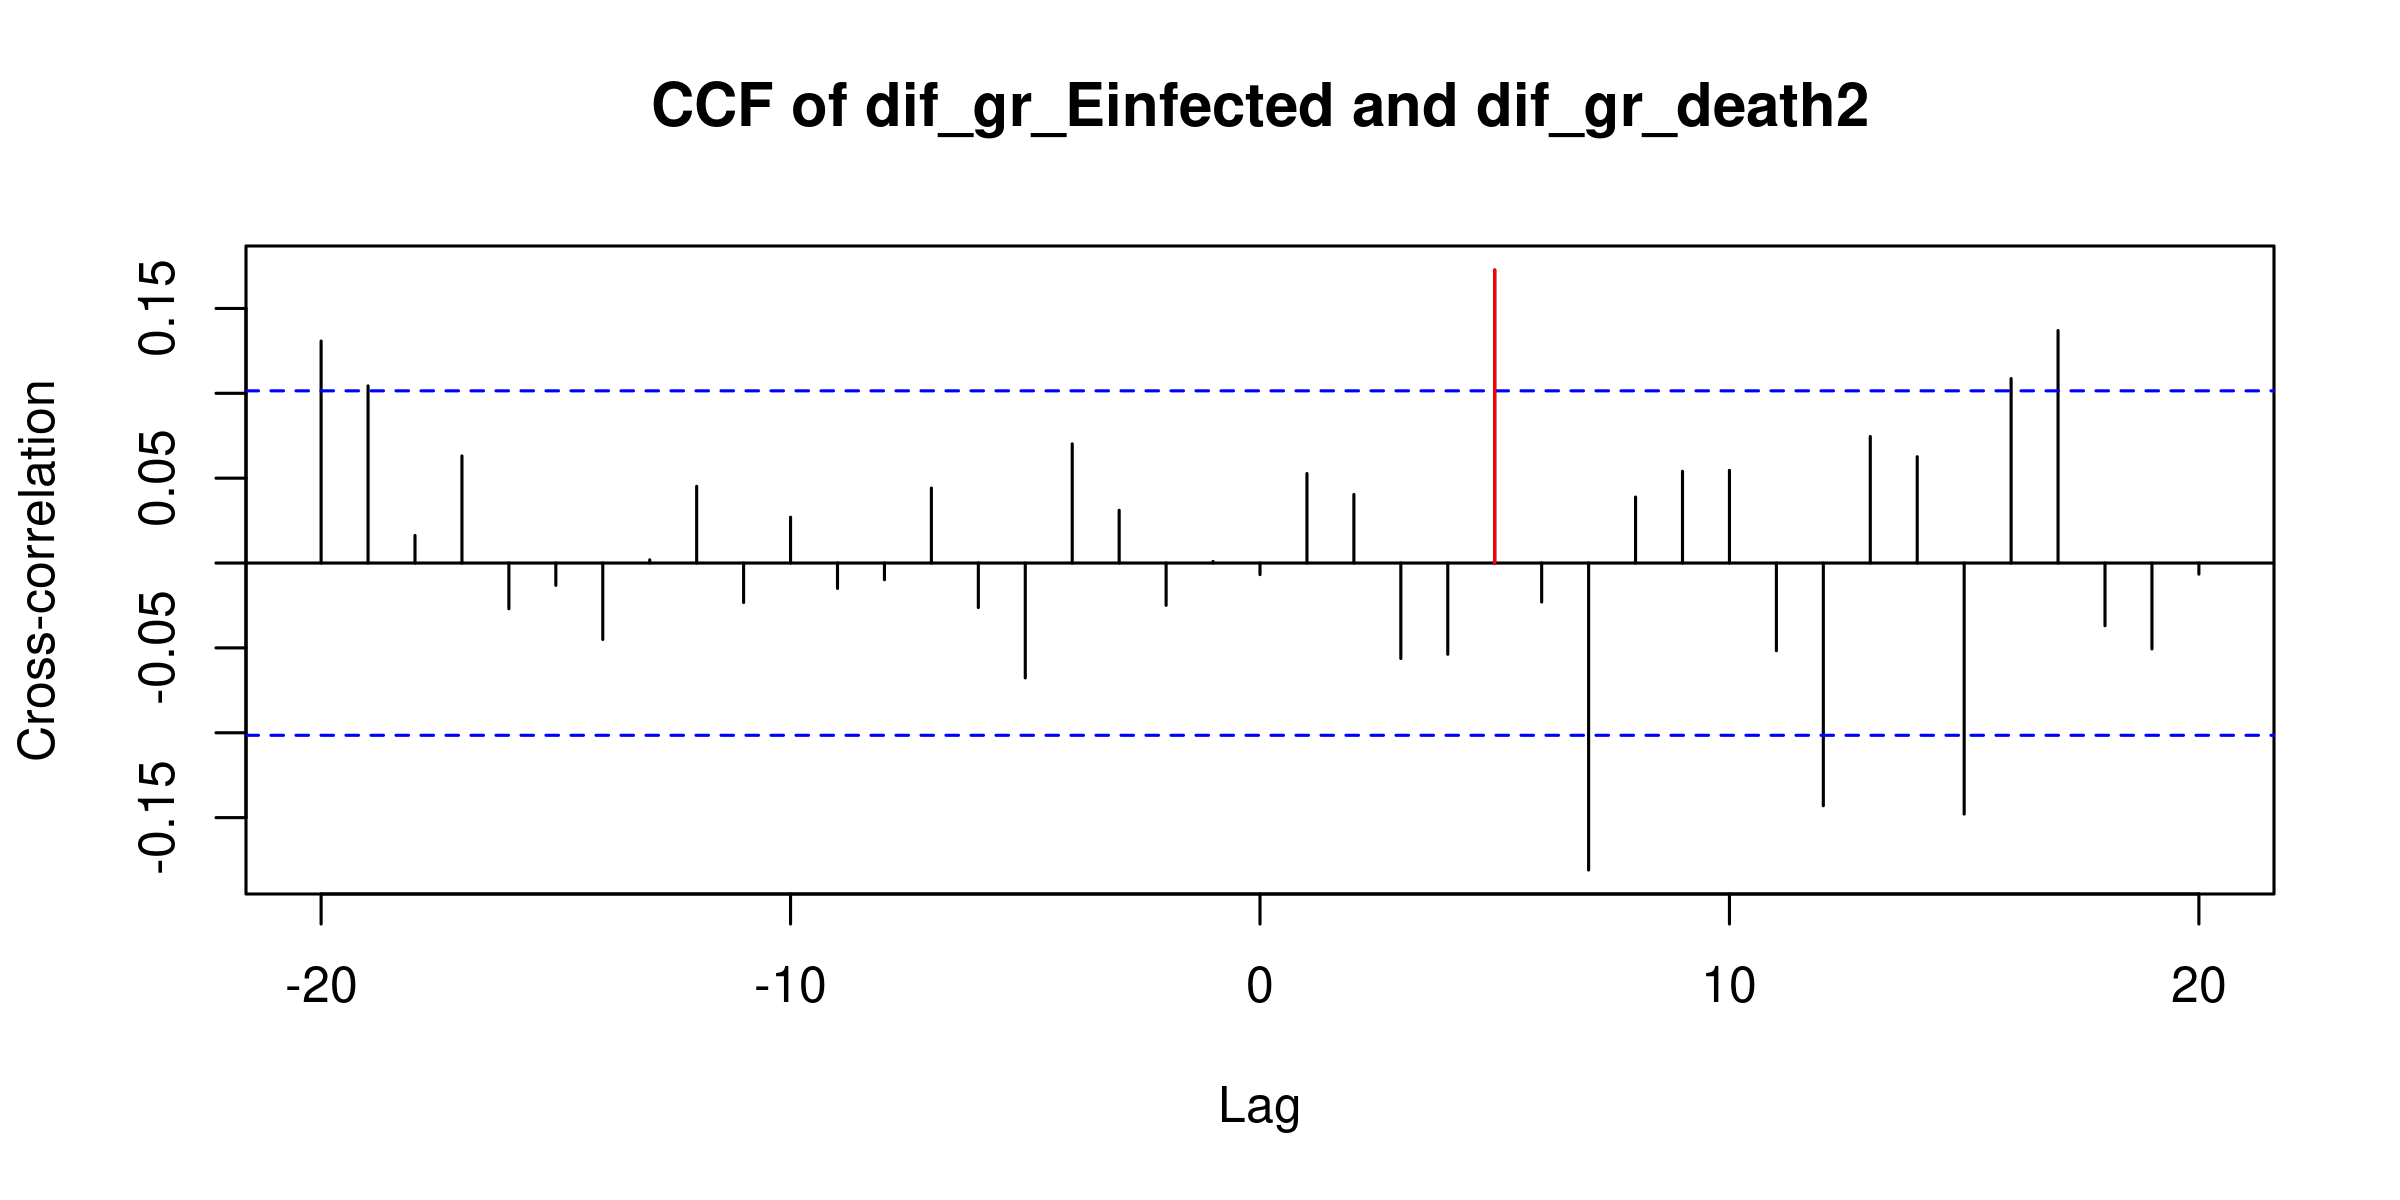 CCF of dif_gr_Einfected and dif_gr_death2
Cross-correlation
0.15
0.05
-0.05
-0.15
-20 -10 0 10 20
Lag